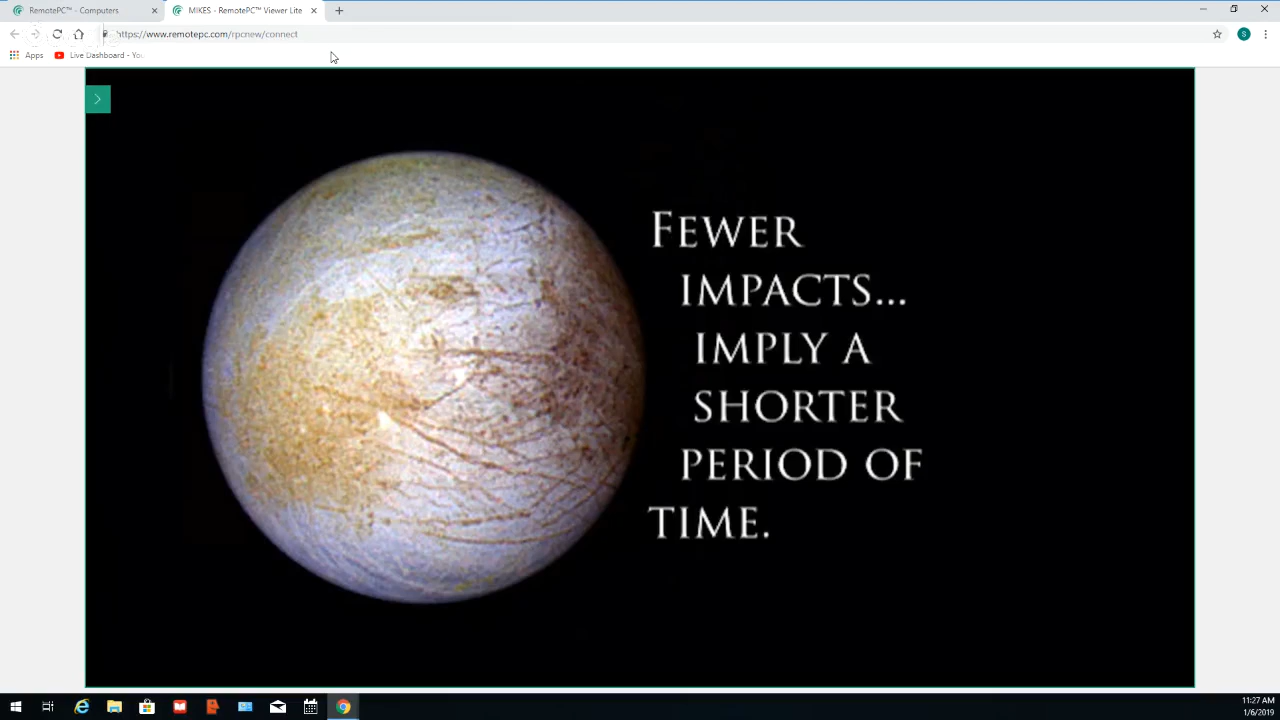 RemotePC™ - Computers
MIKES - RemotePC™ Viewer Lite
https://www.remotepc.com/rpcnew/connect
S
Apps
Live Dashboard - You
FEWER
IMPACTS...
IMPLY A
SHORTER
PERIOD OF
TIME.
11:27 AM
1/6/2019